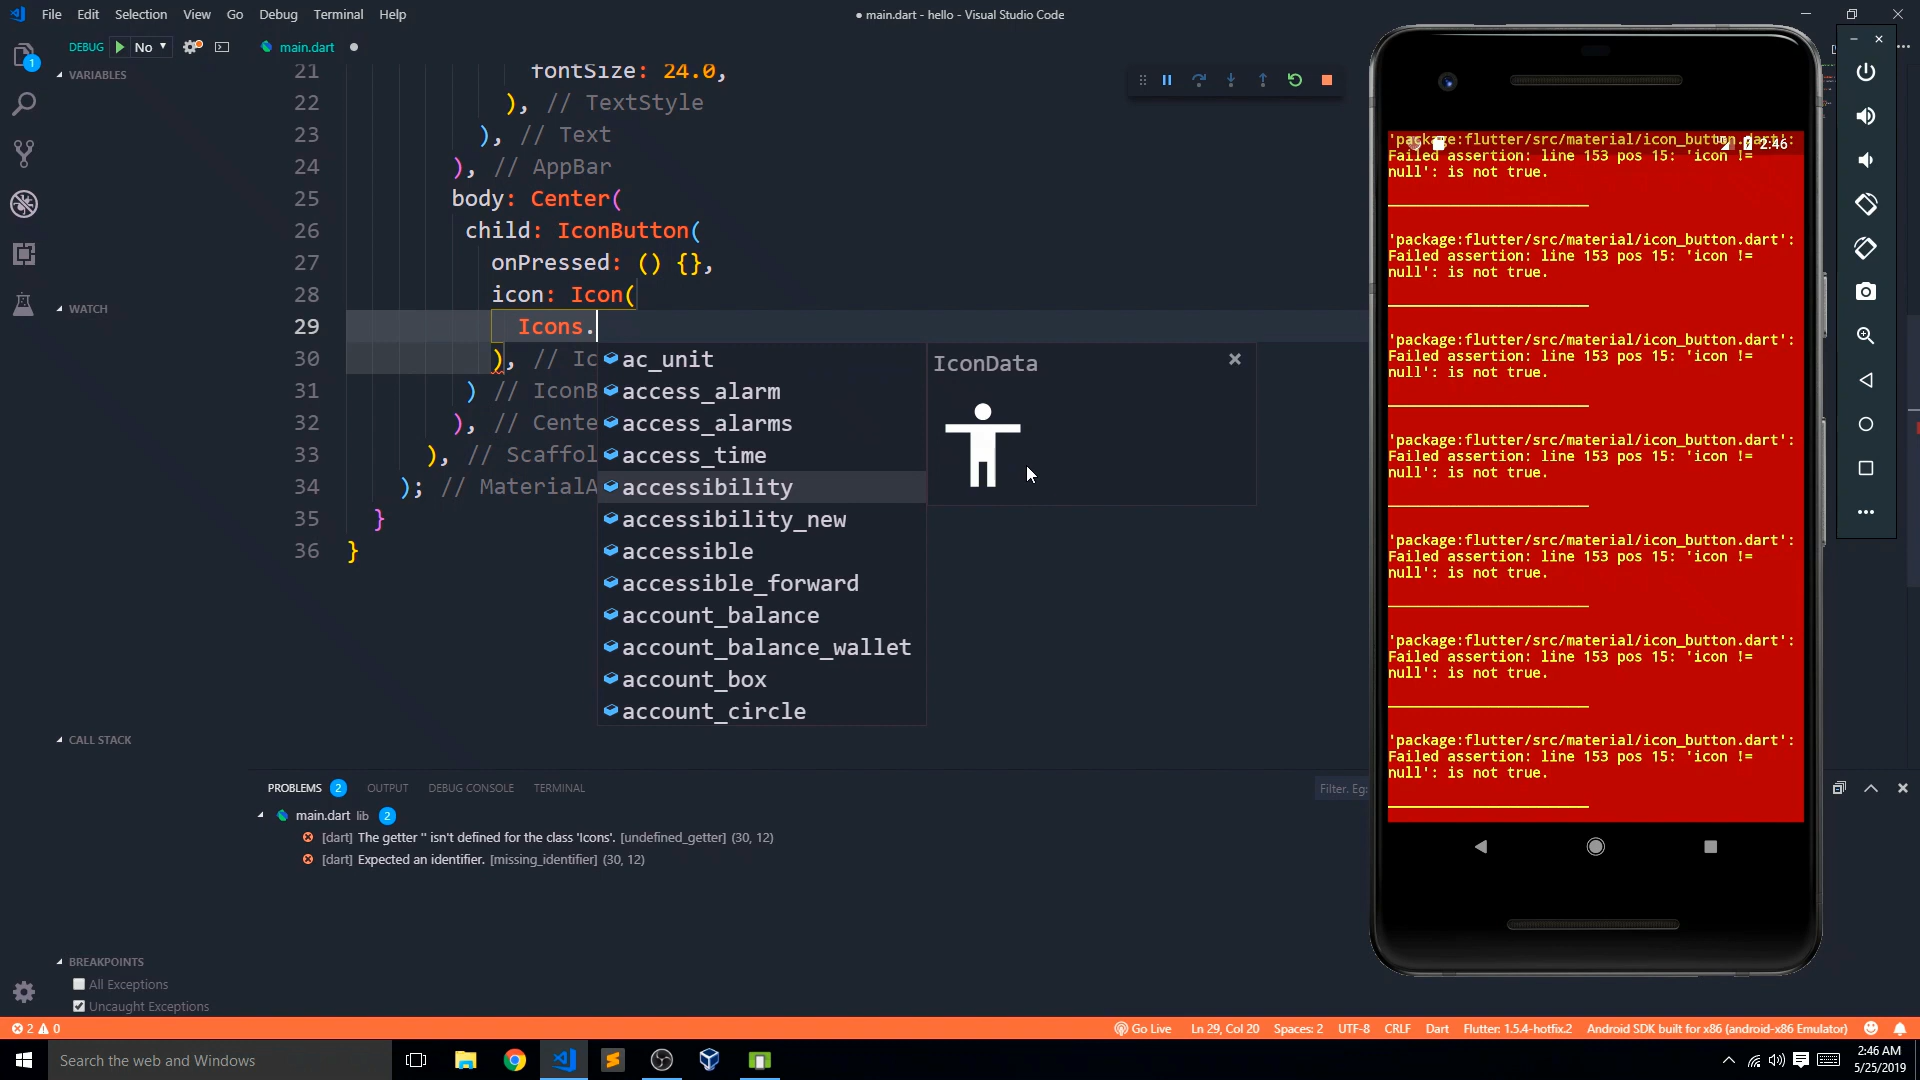 File Edit Selection View Go Debug Terminal Help
● main.dart - hello - Visual Studio Code
DEBUG No
main.dart
VARIABLES
WATCH
CALL STACK
BREAKPOINTS
All Exceptions
Uncaught Exceptions
21 fontSize: 24.0,
22 ), // TextStyle
23 ), // Text
24 ), // AppBar
25 body: Center(
26 child: IconButton(
27 onPressed: () {},
28 icon: Icon(
29 Icons.
30 ), // Ic
31 ) // IconB
32 ), // Cente
33 ), // Scaffol
34 ); // MaterialA
35 }
36 }
ac_unit
access_alarm
access_alarms
access_time
accessibility
accessibility_new
accessible
accessible_forward
account_balance
account_balance_wallet
account_box
account_circle
IconData
PROBLEMS 2 OUTPUT DEBUG CONSOLE TERMINAL
Filter. Eg:
main.dart lib 2
[dart] The getter '' isn't defined for the class 'Icons'. [undefined_getter] (30, 12)
[dart] Expected an identifier. [missing_identifier] (30, 12)
2:46
'package:flutter/src/material/icon_button.dart':
Failed assertion: line 153 pos 15: 'icon !=
null': is not true.
'package:flutter/src/material/icon_button.dart':
Failed assertion: line 153 pos 15: 'icon !=
null': is not true.
'package:flutter/src/material/icon_button.dart':
Failed assertion: line 153 pos 15: 'icon !=
null': is not true.
'package:flutter/src/material/icon_button.dart':
Failed assertion: line 153 pos 15: 'icon !=
null': is not true.
'package:flutter/src/material/icon_button.dart':
Failed assertion: line 153 pos 15: 'icon !=
null': is not true.
'package:flutter/src/material/icon_button.dart':
Failed assertion: line 153 pos 15: 'icon !=
null': is not true.
'package:flutter/src/material/icon_button.dart':
Failed assertion: line 153 pos 15: 'icon !=
null': is not true.
1
2 0
Go Live Ln 29, Col 20 Spaces: 2 UTF-8 CRLF Dart Flutter: 1.5.4-hotfix.2 Android SDK built for x86 (android-x86 Emulator)
Search the web and Windows
2:46 AM
5/25/2019